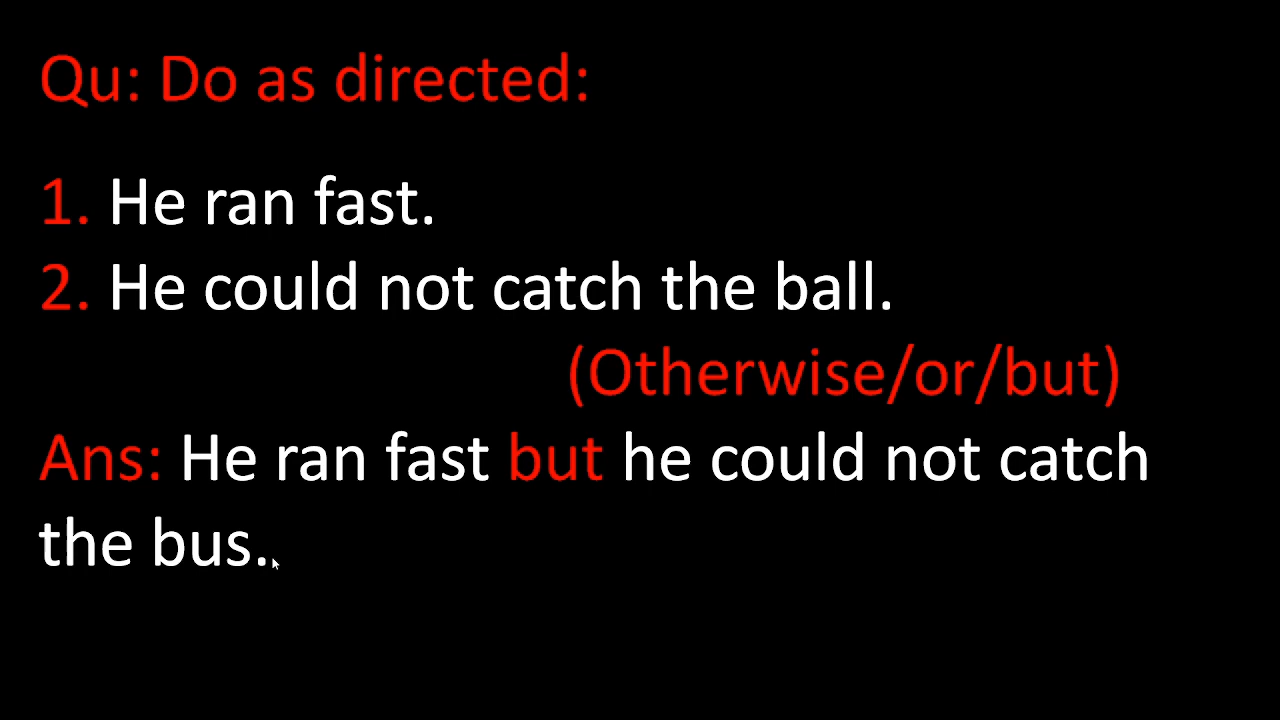 Qu: Do as directed:
1. He ran fast.
2. He could not catch the ball.
(Otherwise/or/but)
Ans: He ran fast but he could not catch
the bus.